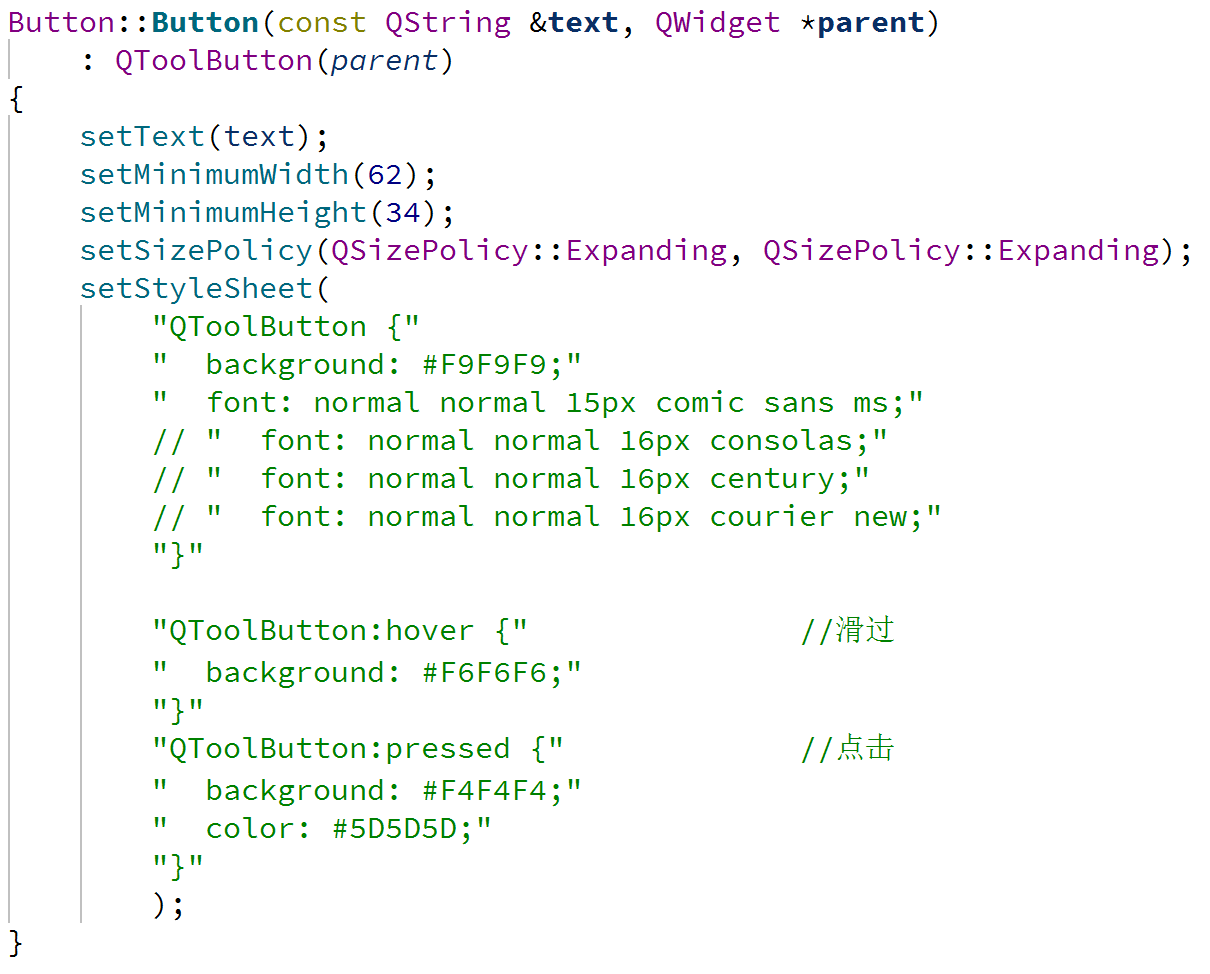 Button::Button(const QString &text, QWidget *parent)
    : QToolButton(parent)
{
    setText(text);
    setMinimumWidth(62);
    setMinimumHeight(34);
    setSizePolicy(QSizePolicy::Expanding, QSizePolicy::Expanding);
    setStyleSheet(
        "QToolButton {"
        "  background: #F9F9F9;"
        "  font: normal normal 15px comic sans ms;"
        // "  font: normal normal 16px consolas;"
        // "  font: normal normal 16px century;"
        // "  font: normal normal 16px courier new;"
        "}"

        "QToolButton:hover {"               //滑过
        "  background: #F6F6F6;"
        "}"
        "QToolButton:pressed {"             //点击
        "  background: #F4F4F4;"
        "  color: #5D5D5D;"
        "}"
        );
}